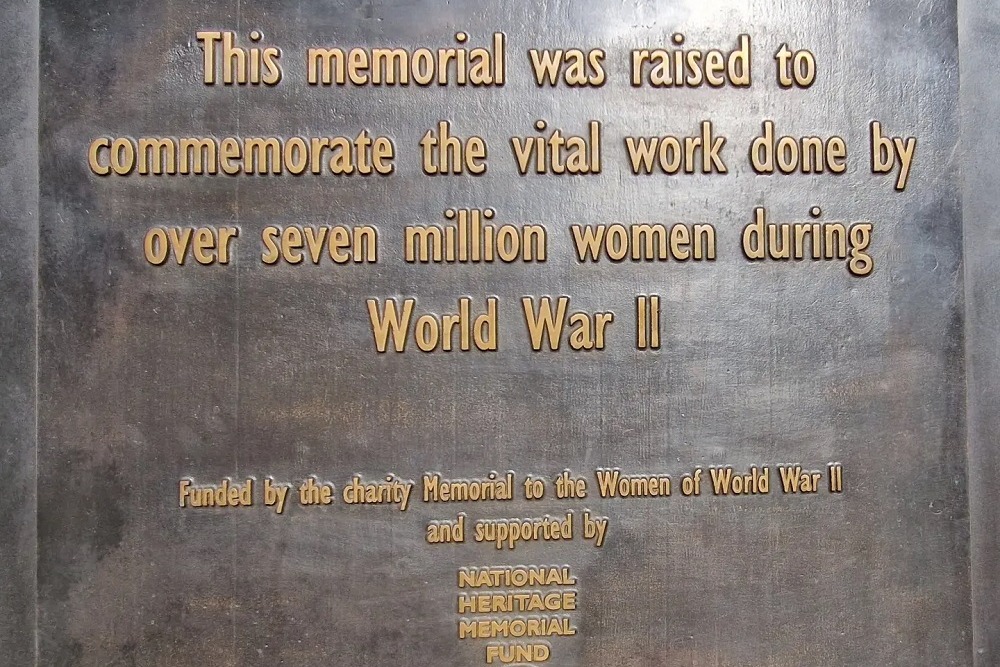 This memorial was raised to
commemorate the vital work done by
over seven million women during
World War II
Funded by the charity Memorial to the Women of World War II
and supported by
NATIONAL
HERITAGE
MEMORIAL
FUND